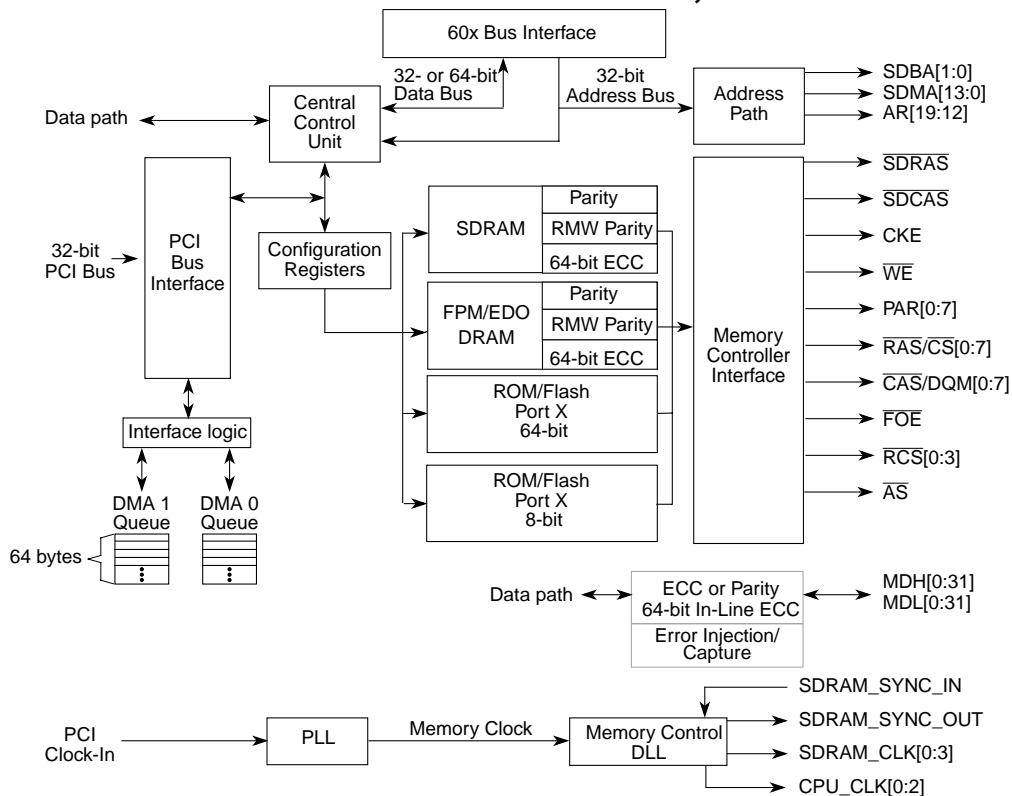 60x Bus Interface
32- or 64-bit
Data Bus
32-bit
Address Bus
Central
Control
Unit
Data path
Address
Path
SDBA[1:0]
SDMA[13:0]
AR[19:12]
PCI
Bus
Interface
32-bit
PCI Bus
Configuration
Registers
SDRAM
Parity
RMW Parity
64-bit ECC
FPM/EDO
DRAM
Parity
RMW Parity
64-bit ECC
ROM/Flash
Port X
64-bit
ROM/Flash
Port X
8-bit
Memory
Controller
Interface
SDRAS
SDCAS
CKE
WE
PAR[0:7]
RAS/CS[0:7]
CAS/DQM[0:7]
FOE
RCS[0:3]
AS
Interface logic
DMA 1
Queue
DMA 0
Queue
64 bytes
Data path
ECC or Parity
64-bit In-Line ECC
Error Injection/
Capture
MDH[0:31]
MDL[0:31]
PCI
Clock-In
PLL
Memory Clock
Memory Control
DLL
SDRAM_SYNC_IN
SDRAM_SYNC_OUT
SDRAM_CLK[0:3]
CPU_CLK[0:2]